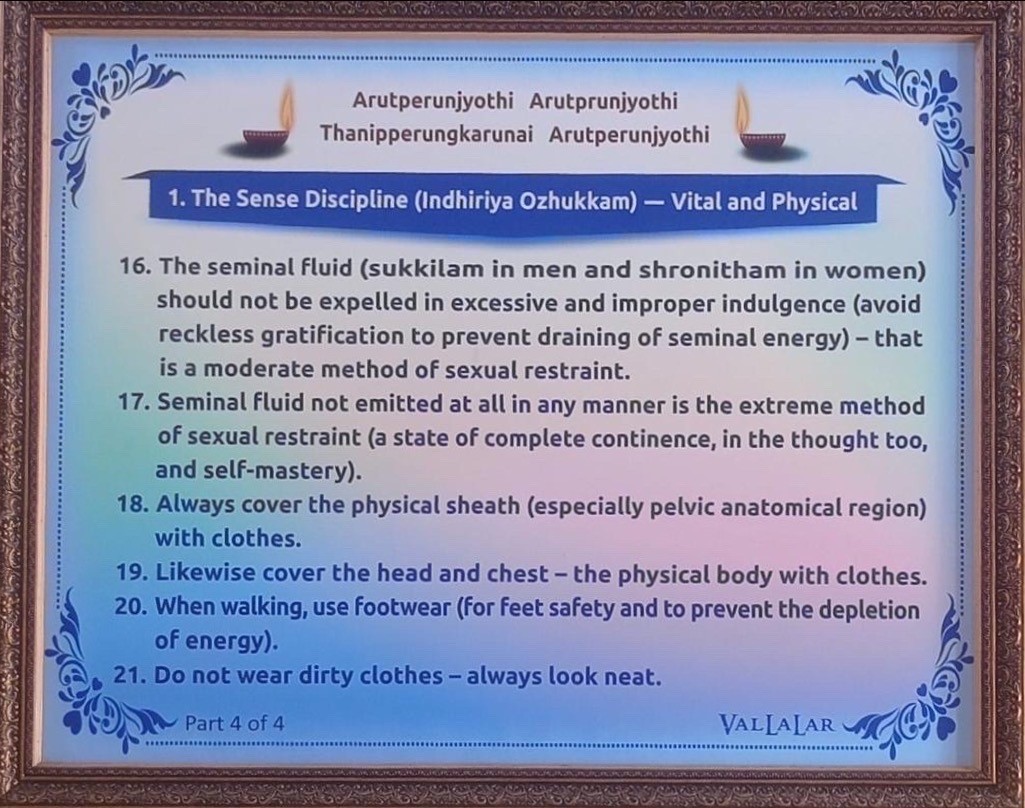 Arutperunjyothi Arutprunjyothi
Thanipperungkarunai Arutperunjyothi
1. The Sense Discipline (Indhiriya Ozhukkam) — Vital and Physical
16. The seminal fluid (sukkilam in men and shronitham in women)
should not be expelled in excessive and improper indulgence (avoid
reckless gratification to prevent draining of seminal energy) – that
is a moderate method of sexual restraint.
17. Seminal fluid not emitted at all in any manner is the extreme method
of sexual restraint (a state of complete continence, in the thought too,
and self-mastery).
18. Always cover the physical sheath (especially pelvic anatomical region)
with clothes.
19. Likewise cover the head and chest – the physical body with clothes.
20. When walking, use footwear (for feet safety and to prevent the depletion
of energy).
21. Do not wear dirty clothes – always look neat.
Part 4 of 4
VALLALAR